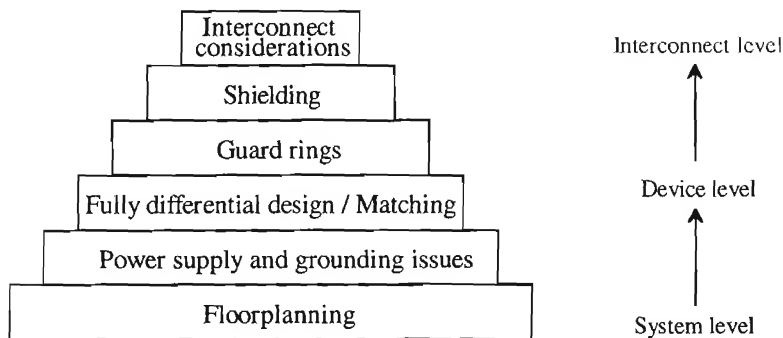 Interconnect
considerations
Shielding
Guard rings
Fully differential design / Matching
Power supply and grounding issues
Floorplanning
Interconnect level
Device level
System level